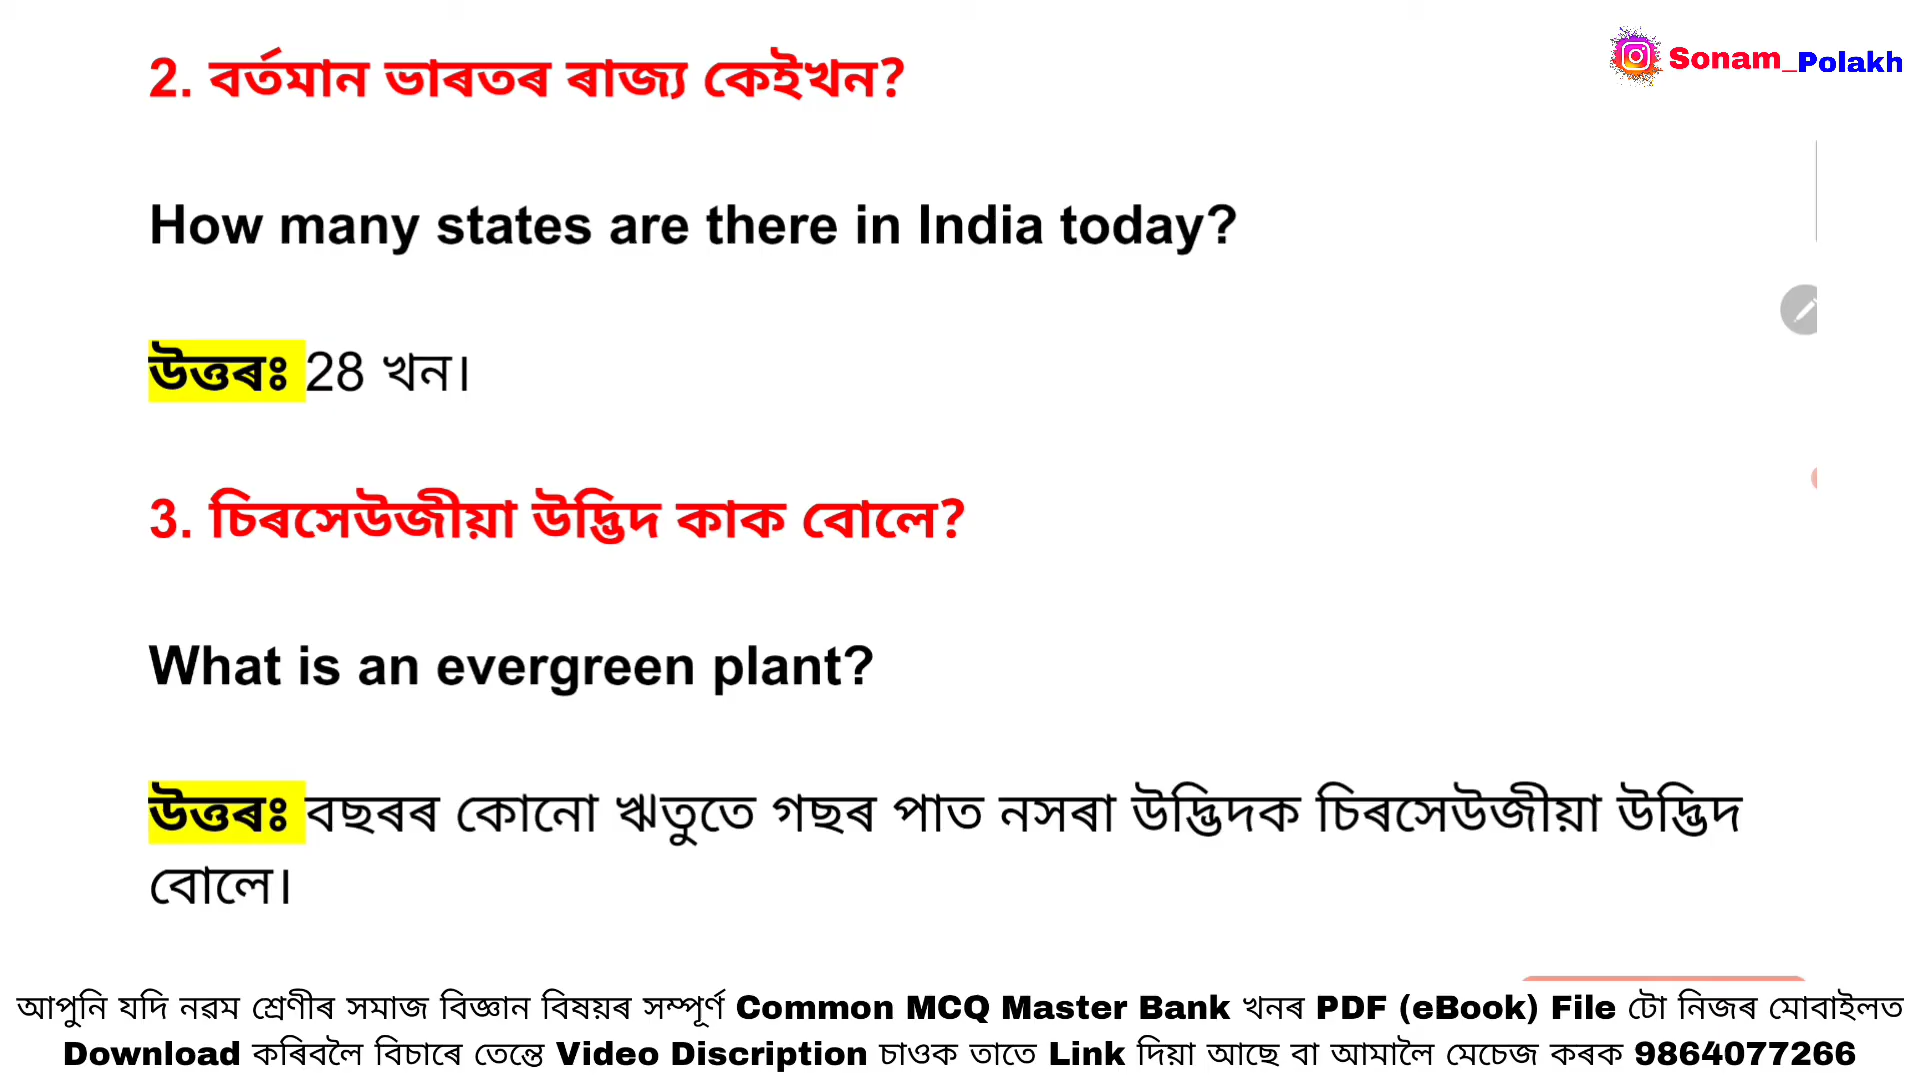 Sonam_Polakh
2. বৰ্তমান ভাৰতৰ ৰাজ্য কেইখন?
How many states are there in India today?
উত্তৰঃ 28 খন।
3. চিৰসেউজীয়া উদ্ভিদ কাক বোলে?
What is an evergreen plant?
উত্তৰঃ বছৰৰ কোনো ঋতুতে গছৰ পাত নসৰা উদ্ভিদক চিৰসেউজীয়া উদ্ভিদ
বোলে।
আপুনি যদি নৱম শ্ৰেণীৰ সমাজ বিজ্ঞান বিষয়ৰ সম্পূৰ্ণ Common MCQ Master Bank খনৰ PDF (eBook) File টো নিজৰ মোবাইলত
Download কৰিবলৈ বিচাৰে তেন্তে Video Discription চাওক তাতে Link দিয়া আছে বা আমালৈ মেচেজ কৰক 9864077266